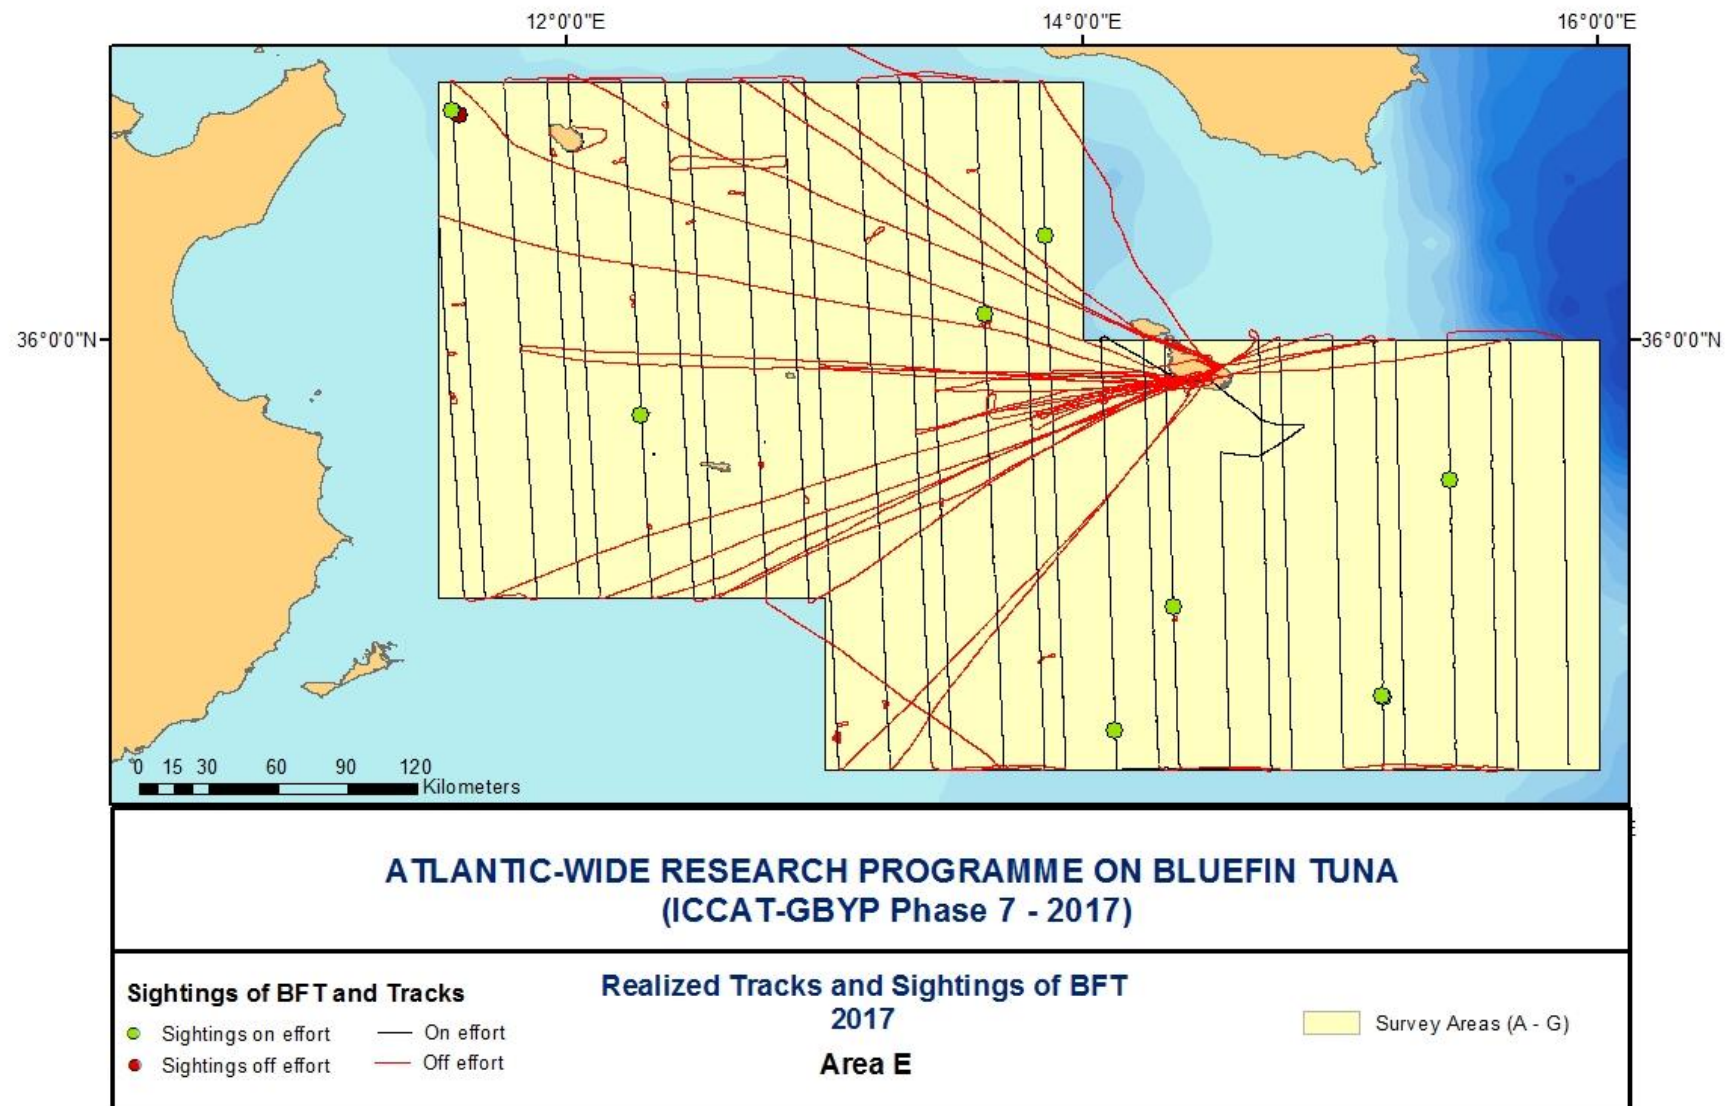 12°0'0"E 14°0'0"E 16°0'0"E
36°0'0"N 36°0'0"N
0 15 30 60 90 120
Kilometers
ATLANTIC-WIDE RESEARCH PROGRAMME ON BLUEFIN TUNA
(ICCAT-GBYP Phase 7 - 2017)
Sightings of BFT and Tracks
Sightings on effort On effort
Sightings off effort Off effort
Realized Tracks and Sightings of BFT
2017
Area E
Survey Areas (A - G)